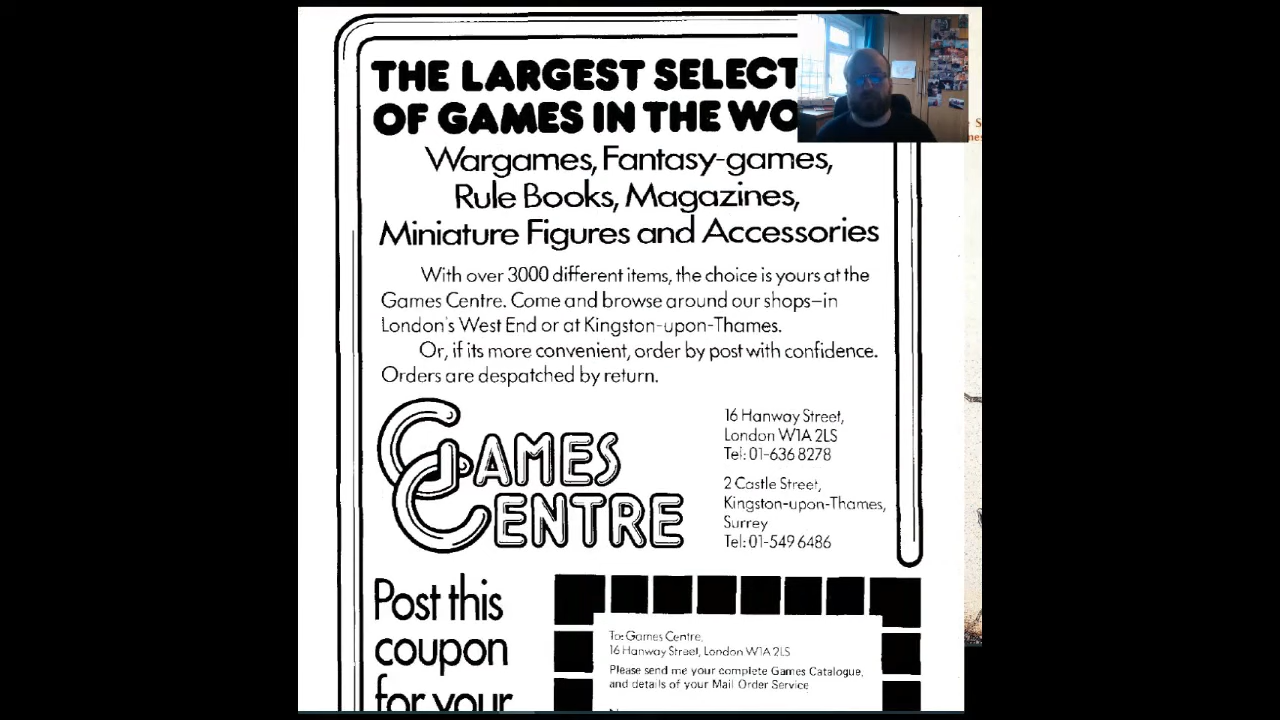 THE LARGEST SELECT
OF GAMES IN THE WO
Wargames, Fantasy-games,
Rule Books, Magazines,
Miniature Figures and Accessories
With over 3000 different items, the choice is yours at the
Games Centre. Come and browse around our shops–in
London's West End or at Kingston-upon-Thames.
Or, if its more convenient, order by post with confidence.
Orders are despatched by return.
GAMES
CENTRE
16 Hanway Street,
London W1A 2LS
Tel: 01-636 8278
2 Castle Street,
Kingston-upon-Thames,
Surrey
Tel: 01-549 6486
Post this
coupon
for your
To: Games Centre,
16 Hanway Street, London W1A 2LS
Please send me your complete Games Catalogue,
and details of your Mail Order Service